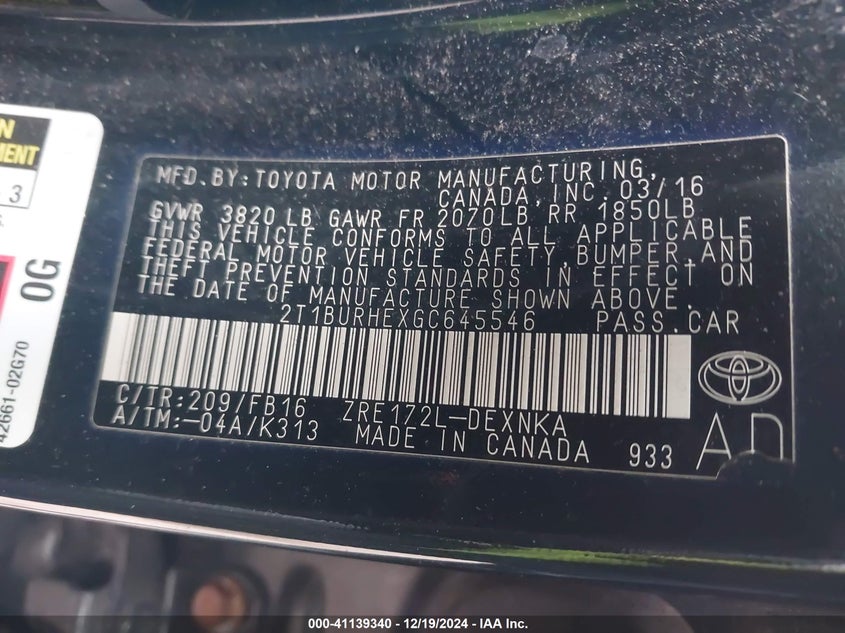 MFD.BY:TOYOTA MOTOR MANUFACTURING,
CANADA, INC. 03/16
GVWR 3820 LB GAWR FR 2070LB RR 1850LB
THIS VEHICLE CONFORMS TO ALL APPLICABLE
FEDERAL MOTOR VEHICLE SAFETY, BUMPER, AND
THEFT PREVENTION STANDARDS IN EFFECT ON
THE DATE OF MANUFACTURE SHOWN ABOVE.
2T1BURHEXGC645546 PASS.CAR
C/TR:209/FB16 ZRE172L-DEXNKA
A/TM:-04A/K313 MADE IN CANADA 933
3
0G
42661-02G70
000-41139340 - 12/19/2024 - IAA Inc.